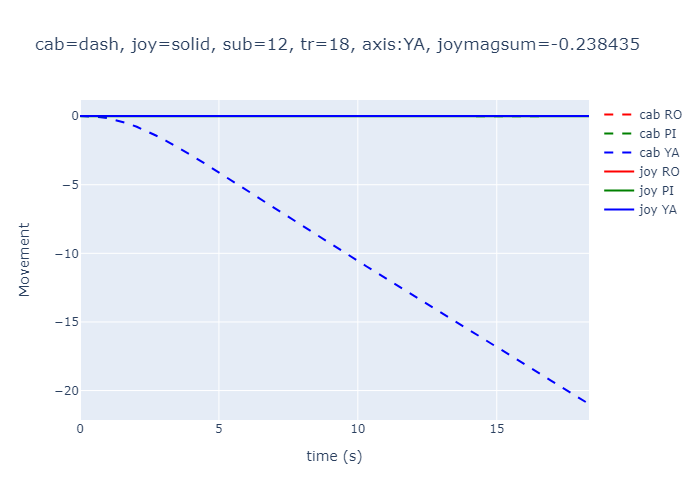 cab=dash, joy=solid, sub=12, tr=18, axis:YA, joymagsum=-0.238435
Movement
0
−5
−10
−15
−20
0
5
10
15
time (s)
cab RO
cab PI
cab YA
joy RO
joy PI
joy YA